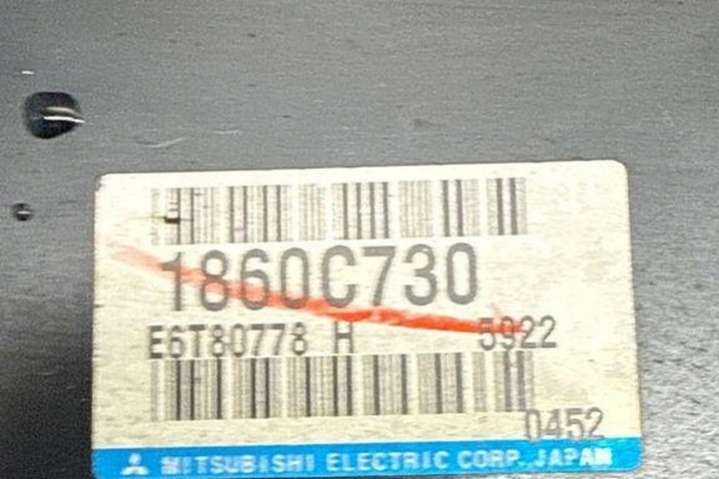 1860C730
E6T80778 H 5922
0452
MITSUBISHI ELECTRIC CORP. JAPAN